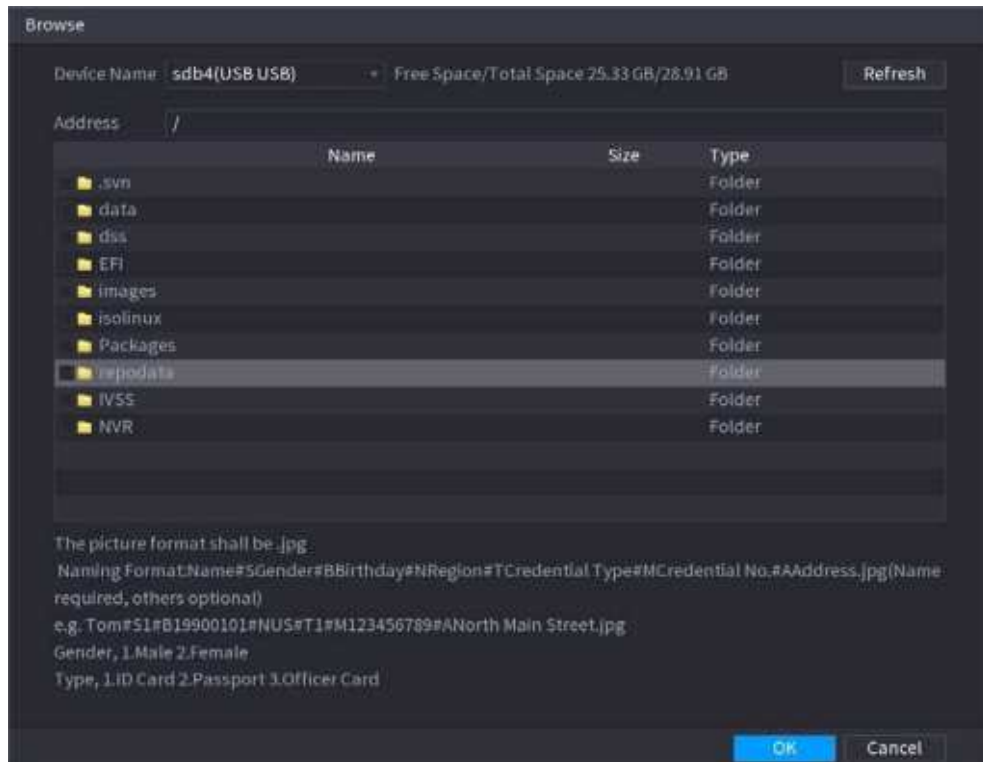 Browse
Device Name sdb4(USB USB) Free Space/Total Space 25.33 GB/28.91 GB Refresh
Address /
Name Size Type
.svn Folder
data Folder
dss Folder
EFI Folder
images Folder
isolinux Folder
Packages Folder
repodata Folder
IVSS Folder
NVR Folder
The picture format shall be .jpg
Naming Format:Name#SGender#BBirthday#NRegion#TCredential Type#MCredential No.#AAddress.jpg(Name
required, others optional)
e.g. Tom#S1#B19900101#NUS#T1#M123456789#ANorth Main Street.jpg
Gender, 1.Male 2.Female
Type, 1.ID Card 2.Passport 3.Officer Card
OK Cancel